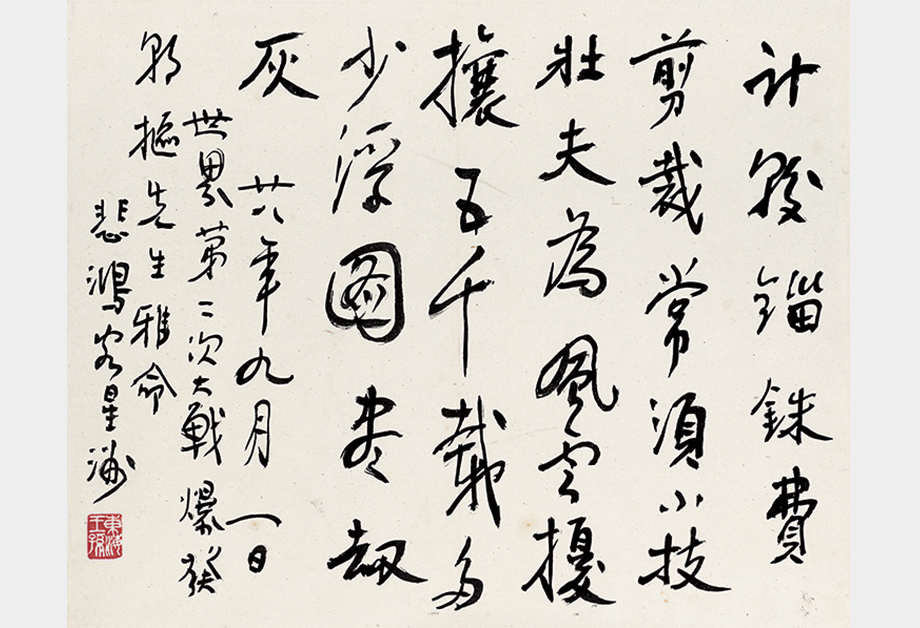 計較錙銖費
剪裁常須小技
壯夫為風雲擾
攘五千載多
少浮圖盡劫
灰 廿八年九月一日
世界第二次大戰爆發
樞先生雅命
悲鴻客星洲
東海王孫